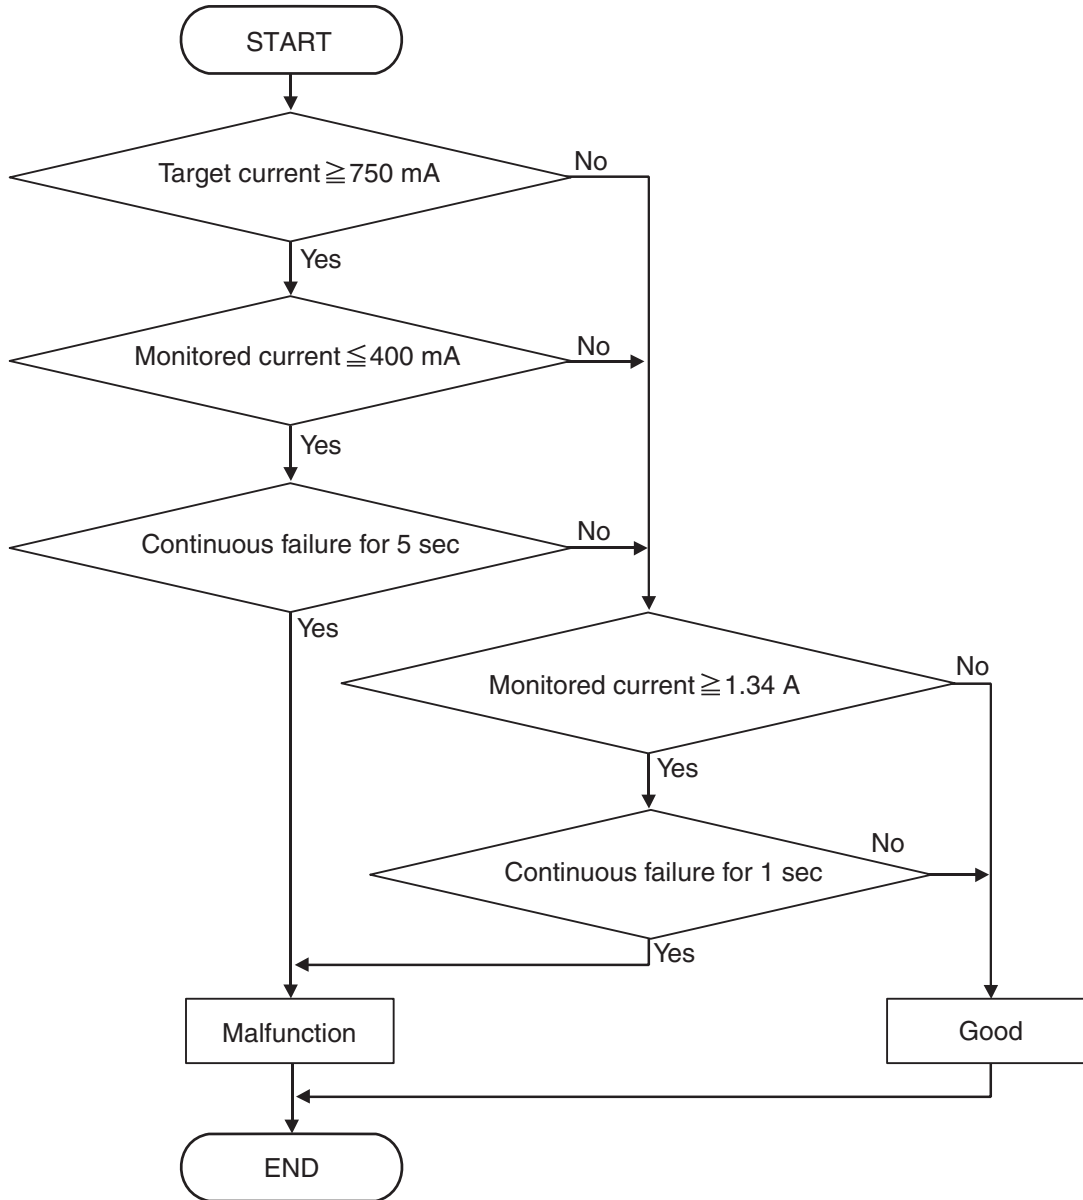 START
Target current ≧ 750 mA
No
Yes
Monitored current ≦ 400 mA
No
Yes
Continuous failure for 5 sec
No
Yes
Monitored current ≧ 1.34 A
No
Yes
Continuous failure for 1 sec
No
Yes
Malfunction
Good
END